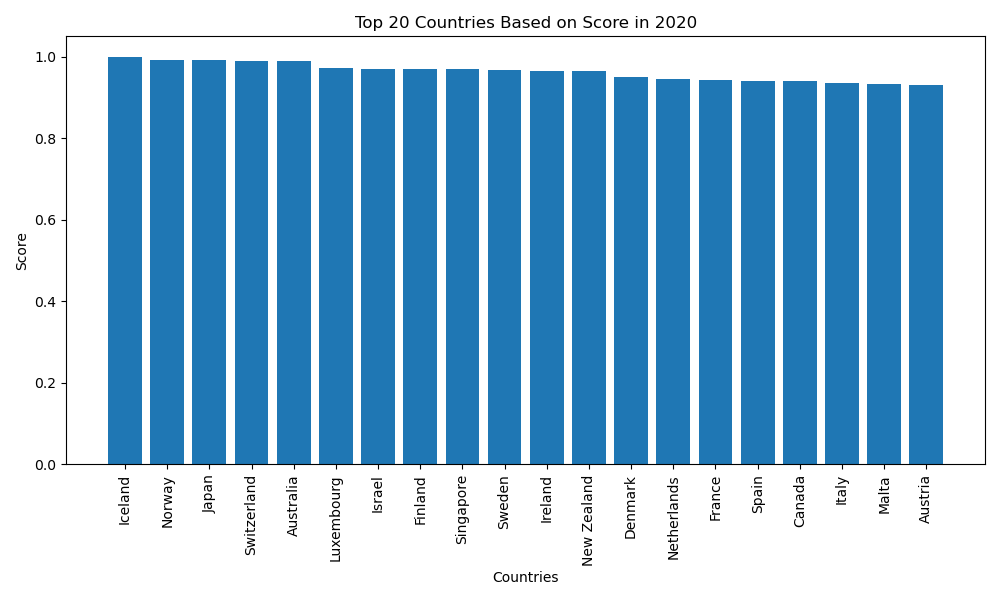 Top 20 Countries Based on Score in 2020
Score
1.0
0.8
0.6
0.4
0.2
0.0
Iceland
Norway
Japan
Switzerland
Australia
Luxembourg
Israel
Finland
Singapore
Sweden
Ireland
New Zealand
Denmark
Netherlands
France
Spain
Canada
Italy
Malta
Austria
Countries